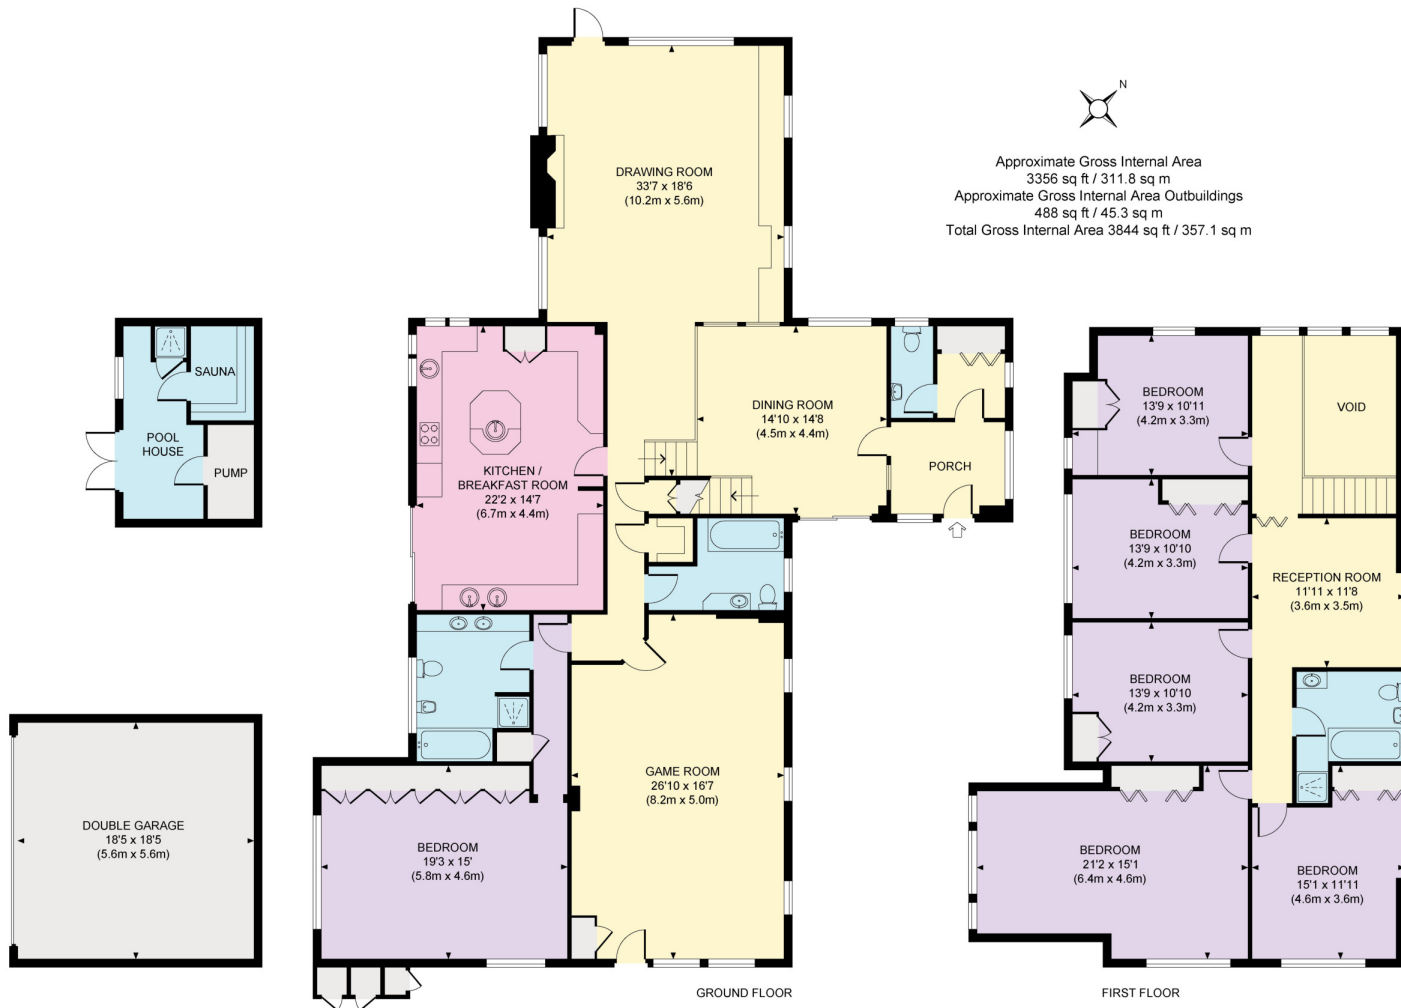 N
Approximate Gross Internal Area
3356 sq ft / 311.8 sq m
Approximate Gross Internal Area Outbuildings
488 sq ft / 45.3 sq m
Total Gross Internal Area 3844 sq ft / 357.1 sq m
DRAWING ROOM
33'7 x 18'6
(10.2m x 5.6m)
SAUNA
POOL
HOUSE
PUMP
KITCHEN /
BREAKFAST ROOM
22'2 x 14'7
(6.7m x 4.4m)
DINING ROOM
14'10 x 14'8
(4.5m x 4.4m)
PORCH
DOUBLE GARAGE
18'5 x 18'5
(5.6m x 5.6m)
BEDROOM
19'3 x 15'
(5.8m x 4.6m)
GAME ROOM
26'10 x 16'7
(8.2m x 5.0m)
GROUND FLOOR
BEDROOM
13'9 x 10'11
(4.2m x 3.3m)
VOID
BEDROOM
13'9 x 10'10
(4.2m x 3.3m)
RECEPTION ROOM
11'11 x 11'8
(3.6m x 3.5m)
BEDROOM
13'9 x 10'10
(4.2m x 3.3m)
BEDROOM
21'2 x 15'1
(6.4m x 4.6m)
BEDROOM
15'1 x 11'11
(4.6m x 3.6m)
FIRST FLOOR